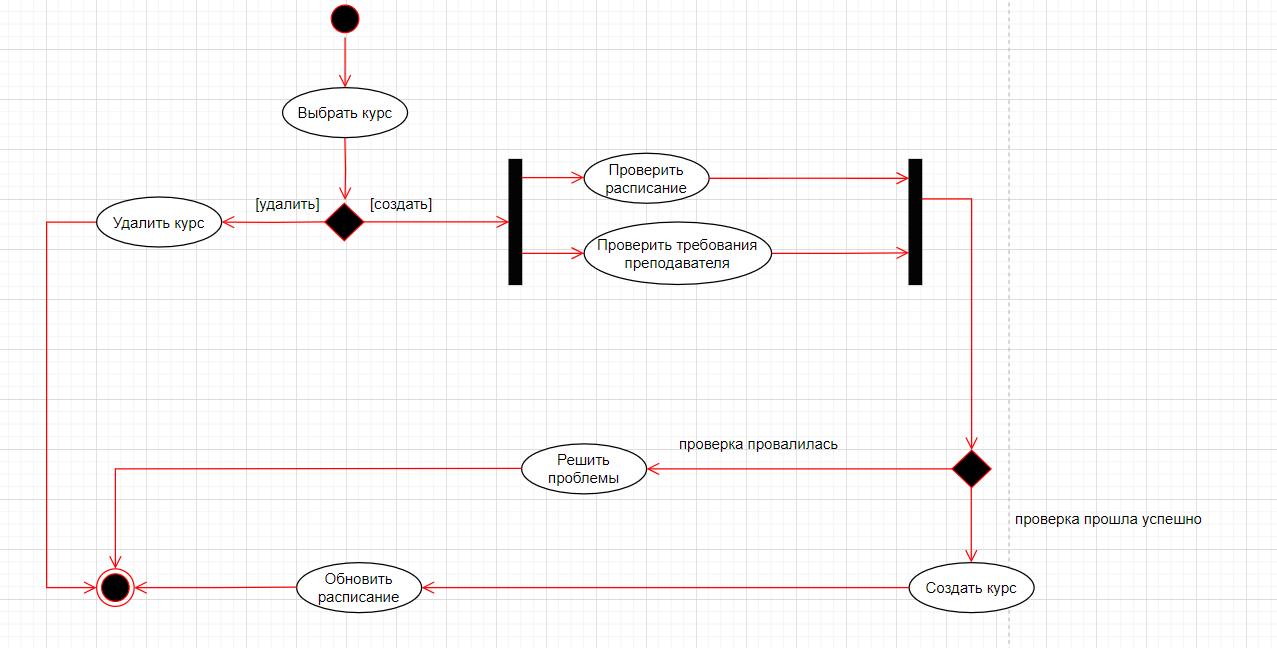 Выбрать курс
Проверить
расписание
[удалить]
[создать]
Удалить курс
Проверить требования
преподавателя
проверка провалилась
Решить
проблемы
проверка прошла успешно
Обновить
расписание
Создать курс